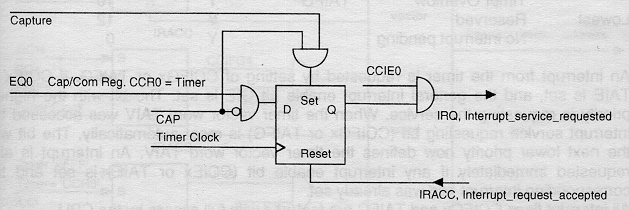 Capture
CCIE0
EQ0 Cap/Com Reg. CCR0 = Timer
D Set Q
CAP
IRQ, Interrupt_service_requested
Timer Clock
Reset
IRACC, Interrupt_request_accepted